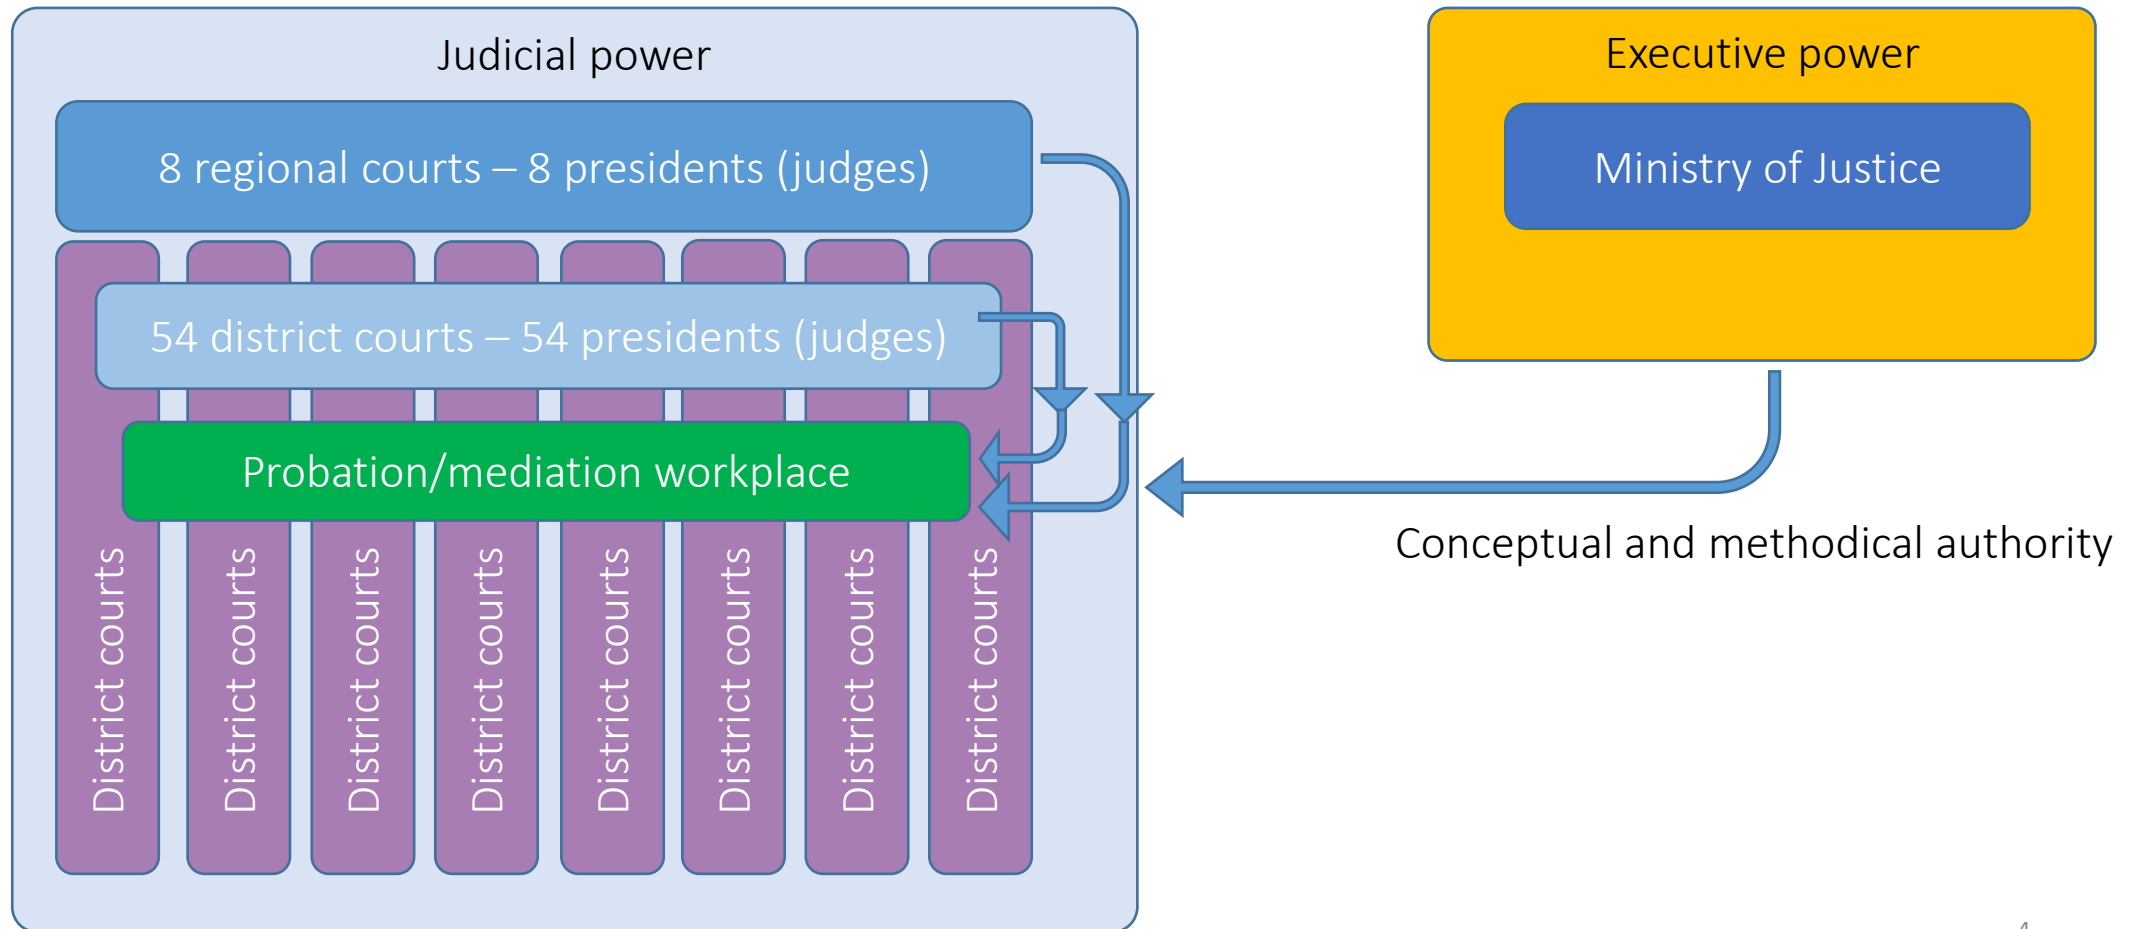 Judicial power
8 regional courts – 8 presidents (judges)
54 district courts – 54 presidents (judges)
Probation/mediation workplace
District courts
District courts
District courts
District courts
District courts
District courts
District courts
District courts
Executive power
Ministry of Justice
Conceptual and methodical authority